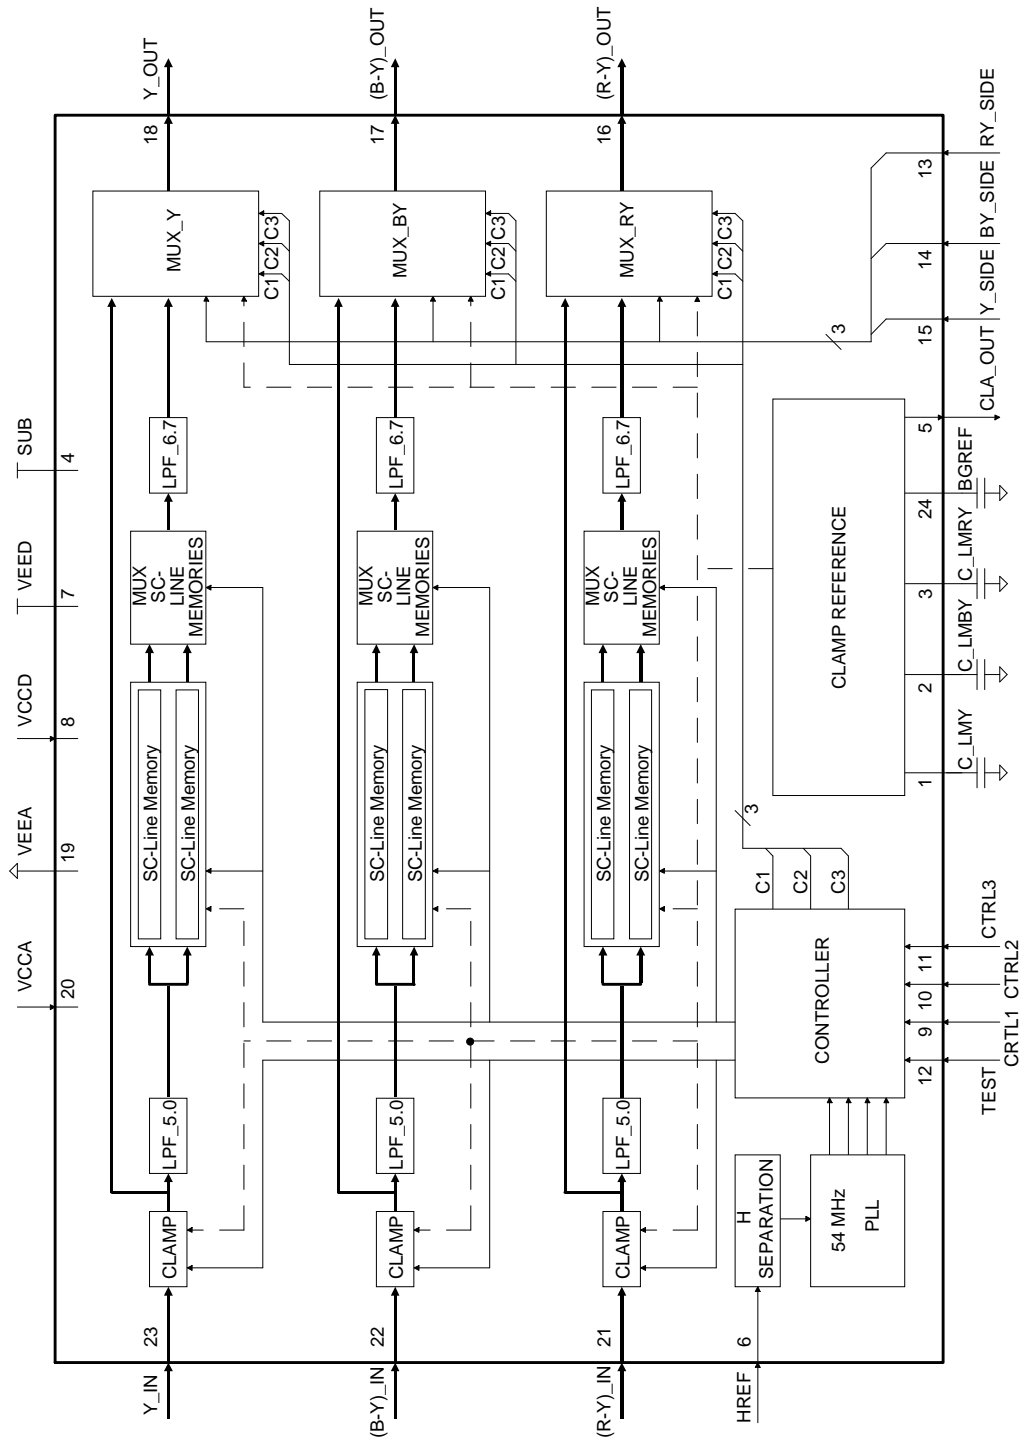 VCCA
20
VEEA
19
VCCD
8
VEED
7
SUB
4
Y_IN
23
CLAMP
LPF_5.0
SC-Line Memory
SC-Line Memory
MUX
SC-
LINE
MEMORIES
LPF_6.7
MUX_Y
C1
C2
C3
18
Y_OUT
(B-Y)_IN
22
CLAMP
LPF_5.0
SC-Line Memory
SC-Line Memory
MUX
SC-
LINE
MEMORIES
LPF_6.7
MUX_BY
C1
C2
C3
17
(B-Y)_OUT
(R-Y)_IN
21
CLAMP
LPF_5.0
SC-Line Memory
SC-Line Memory
MUX
SC-
LINE
MEMORIES
LPF_6.7
MUX_RY
C1
C2
C3
16
(R-Y)_OUT
HREF
6
H
SEPARATION
54 MHz
PLL
CONTROLLER
C1
C2
C3
3
CLAMP REFERENCE
3
12
9
10
11
1
2
3
24
5
15
14
13
TEST
CRTL1
CTRL2
CTRL3
C_LMY
C_LMBY
C_LMRY
BGREF
CLA_OUT
Y_SIDE
BY_SIDE
RY_SIDE